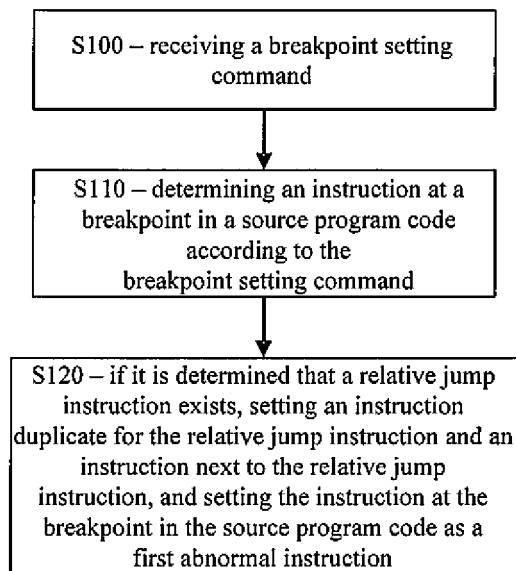 S100 – receiving a breakpoint setting
command
S110 – determining an instruction at a
breakpoint in a source program code
according to the
breakpoint setting command
S120 – if it is determined that a relative jump
instruction exists, setting an instruction
duplicate for the relative jump instruction and an
instruction next to the relative jump
instruction, and setting the instruction at the
breakpoint in the source program code as a
first abnormal instruction